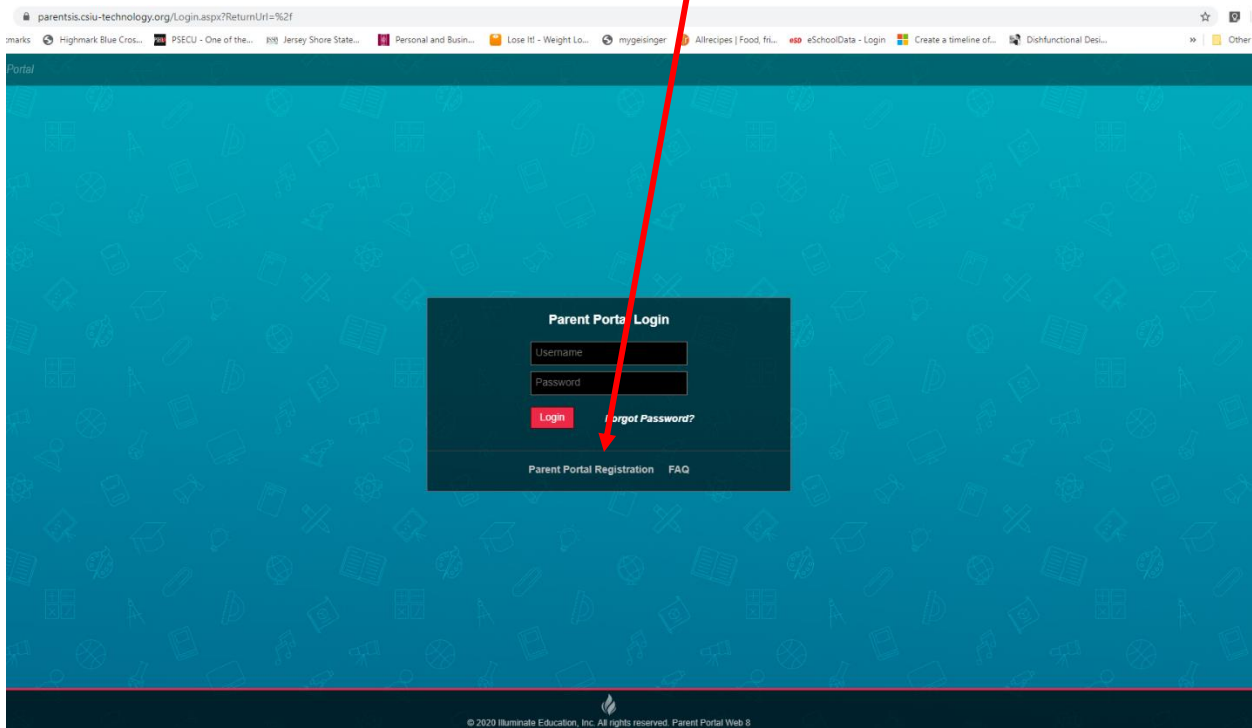 parentsis.csiu-technology.org/Login.aspx?ReturnUrl=%2f
Highmark Blue Cros... PSECU - One of the... Jersey Shore State... Personal and Busin... Lose It! - Weight Lo... mygeisinger Allrecipes | Food, fri... eSchoolData - Login Create a timeline of... Dishfunctional Desi... » Other
Portal
Parent Portal Login
Username
Password
Login Forgot Password?
Parent Portal Registration FAQ
© 2020 Illuminate Education, Inc. All rights reserved. Parent Portal Web 8